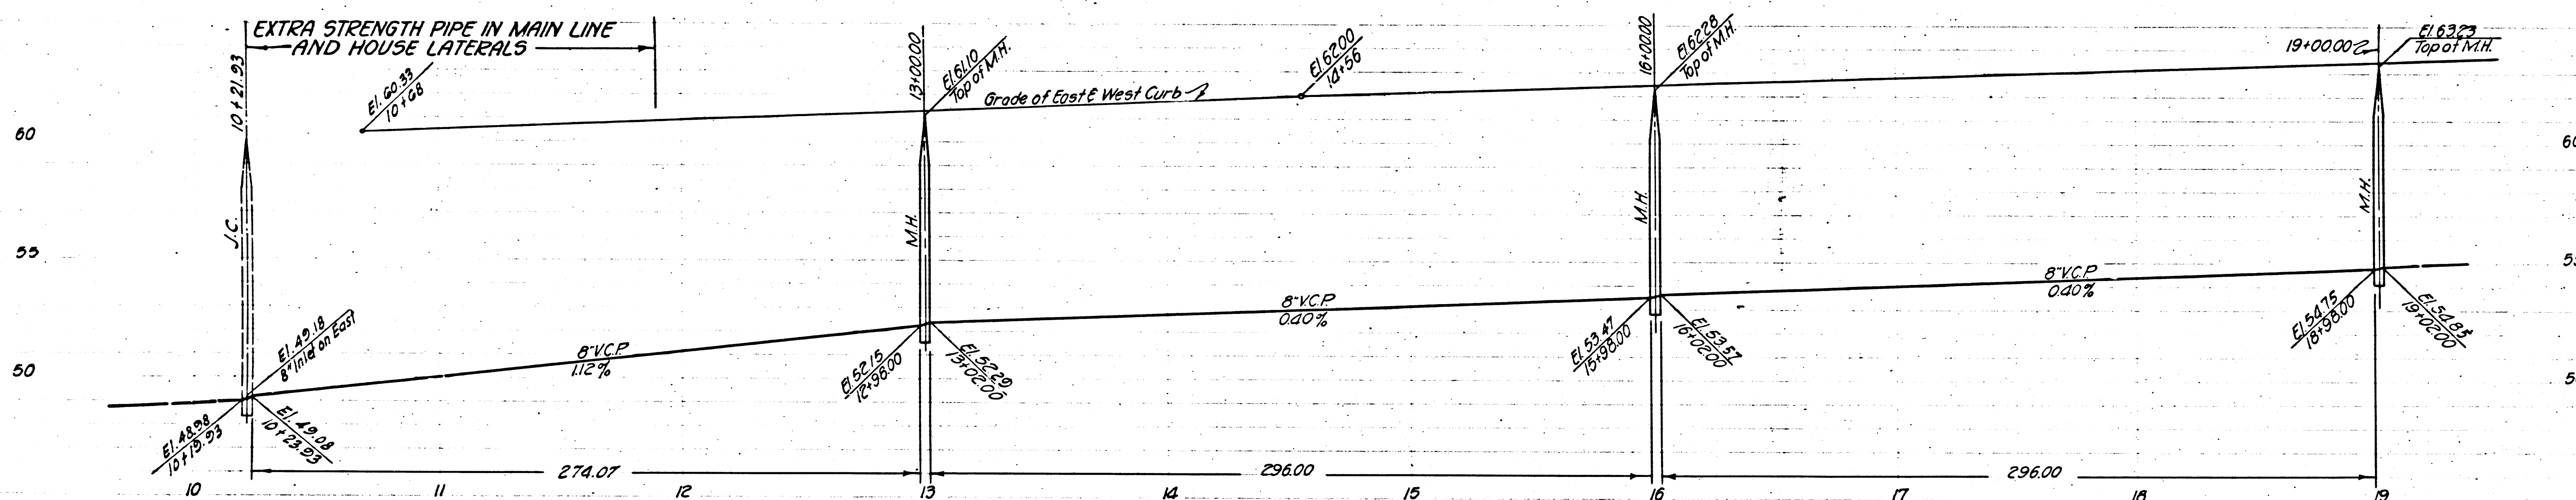 EXTRA STRENGTH PIPE IN MAIN LINE
AND HOUSE LATERALS
10+21.93
El. 60.33
10+68
13+00.00
El.61.10
Top of M.H.
Grade of East & West Curb
El.62.00
14+56
16+00.00
El.62.28
Top of M.H.
19+00.00
El.63.23
Top of M.H.
60
60
J.C.
M.H.
M.H.
M.H.
55
55
El. 49.18
8" Inlet on East
8" V.C.P.
1.12%
8" V.C.P.
0.40%
8" V.C.P.
0.40%
50
5
El. 48.98
10+19.93
El. 49.08
10+23.93
El.52.15
12+98.00
El.52.29
13+02.00
El.53.47
15+98.00
El.53.57
16+02.00
El.54.75
18+98.00
El.54.85
19+02.00
274.07
296.00
296.00
10
11
12
13
14
15
16
17
18
19